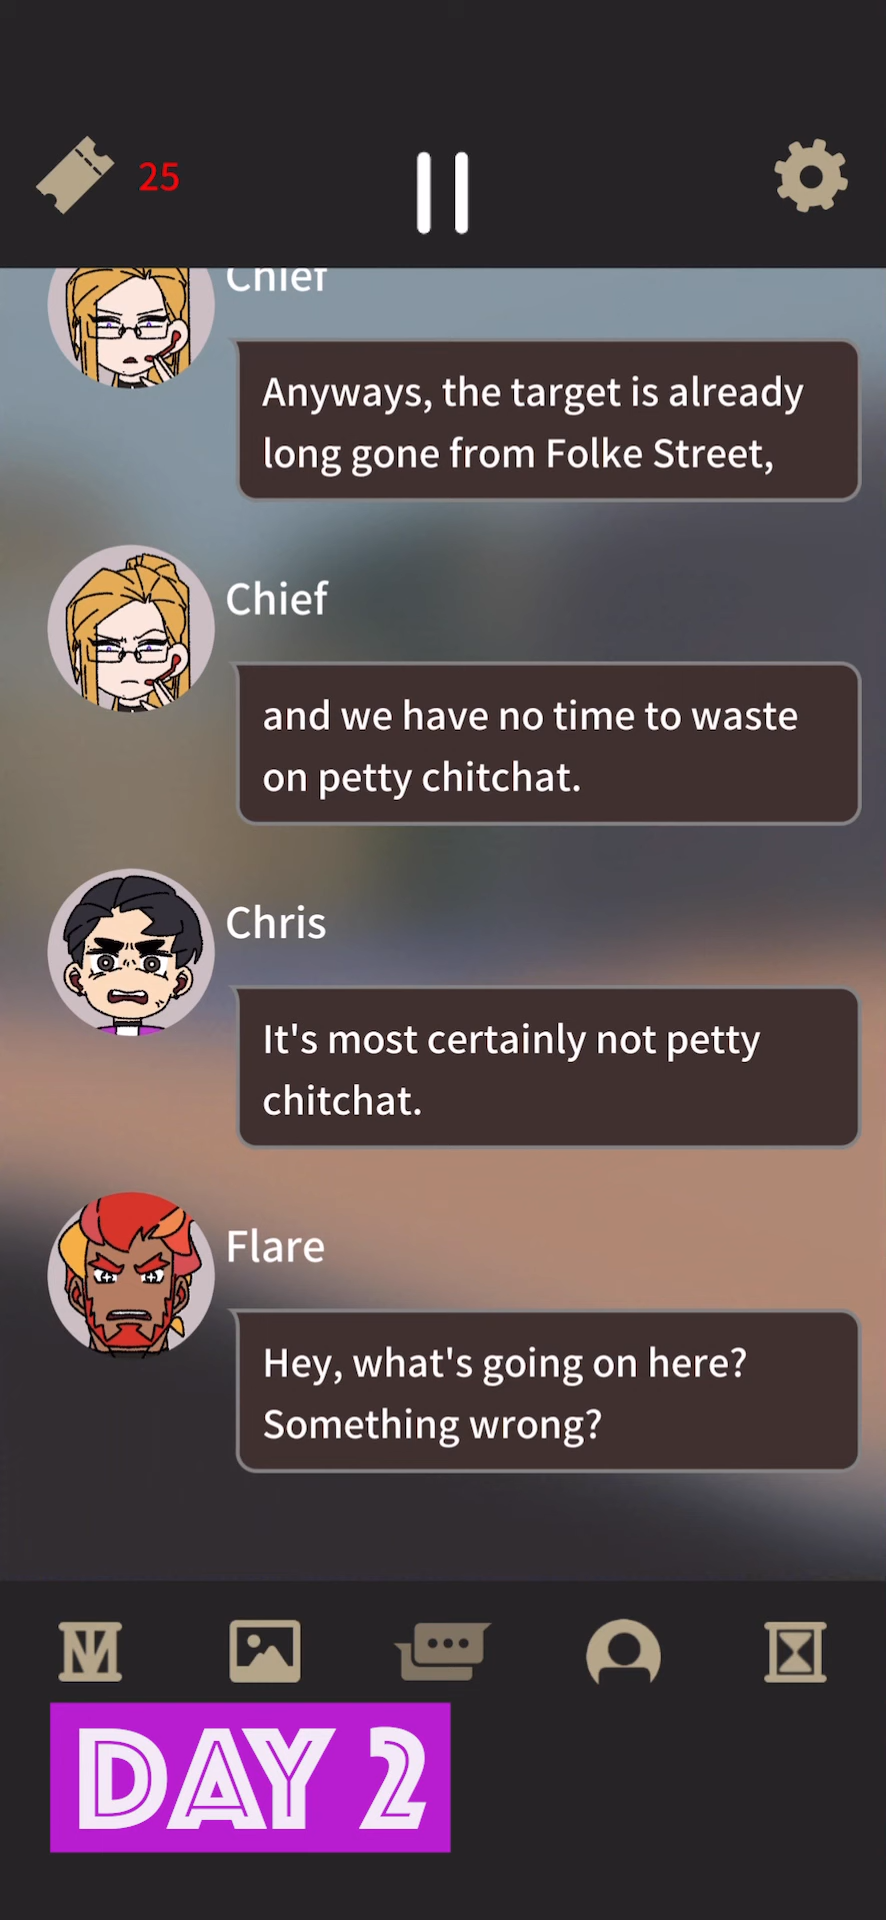 25
Chief
Anyways, the target is already
long gone from Folke Street,
Chief
and we have no time to waste
on petty chitchat.
Chris
It's most certainly not petty
chitchat.
Flare
Hey, what's going on here?
Something wrong?
DAY 2